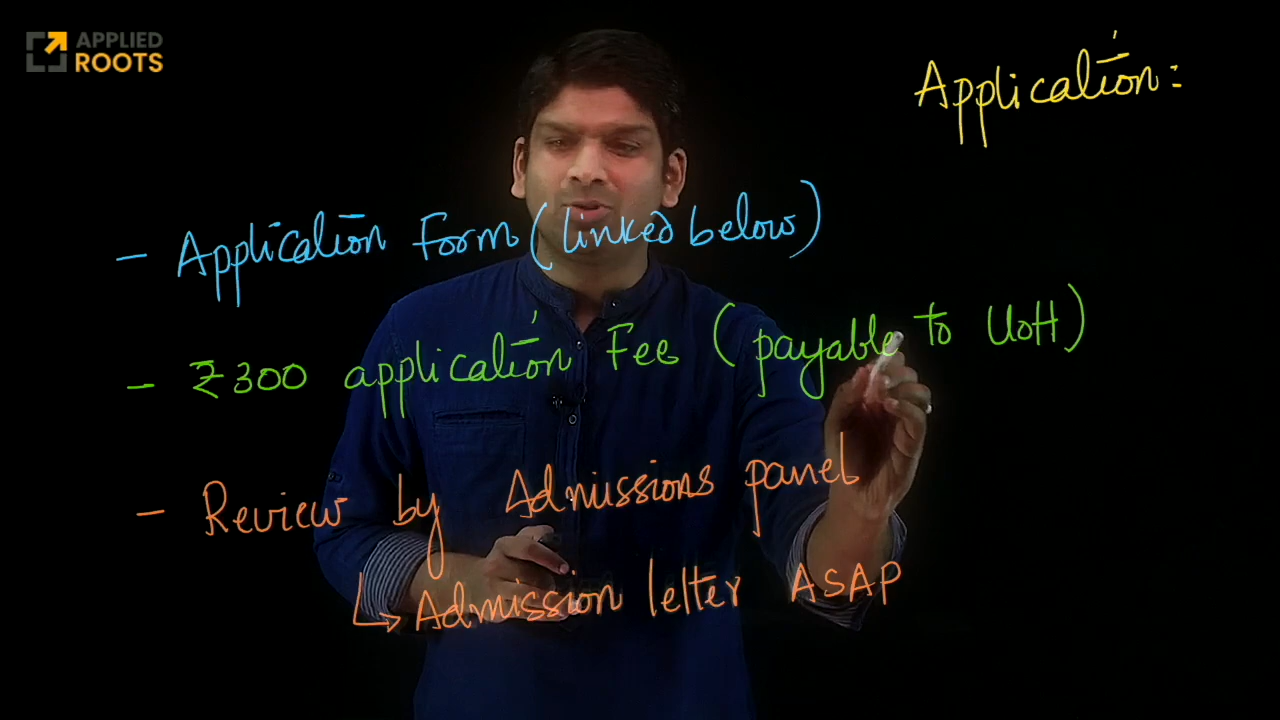 APPLIED
ROOTS
Application:
- Application Form (linked below)
- ₹300 application Fee (payable to UoH)
- Review by Admissions panel
↳ Admission letter ASAP